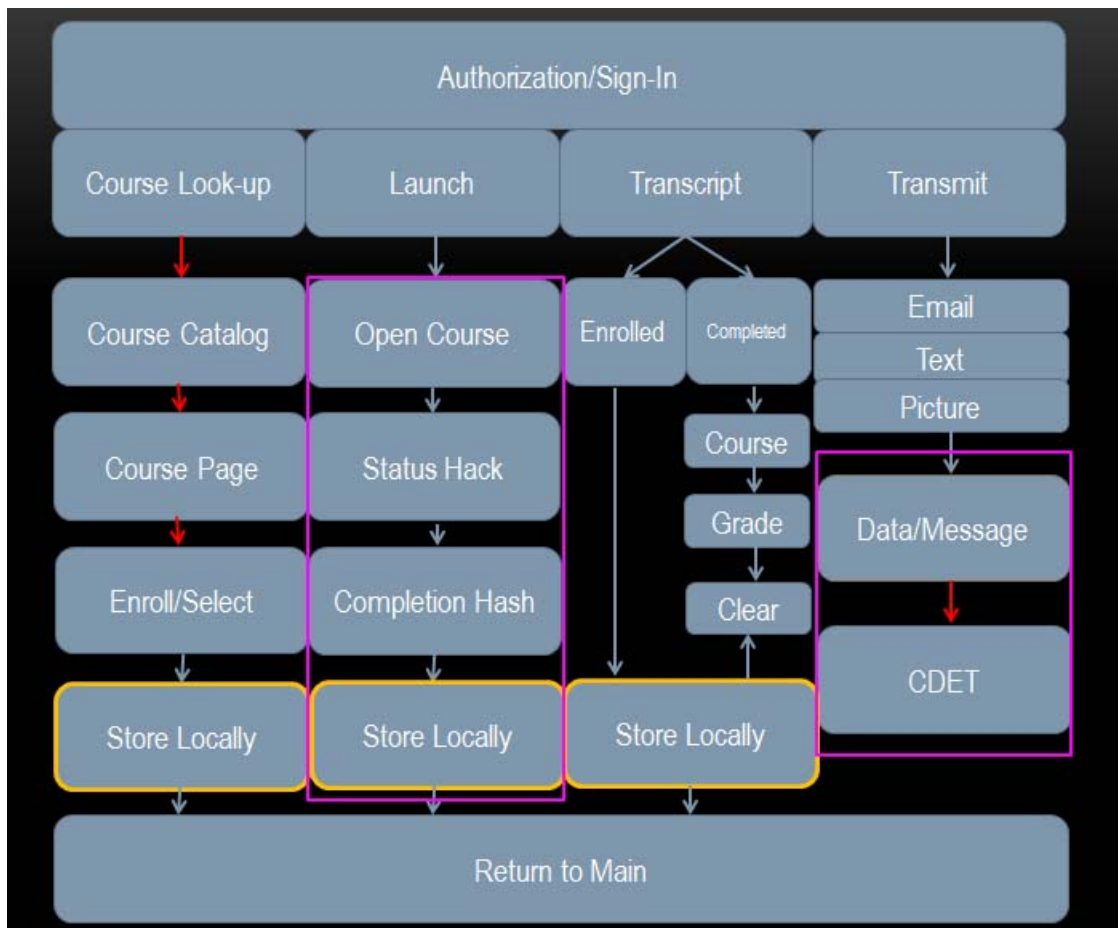 Authorization/Sign-In
Course Look-up
Launch
Transcript
Transmit
Course Catalog
Open Course
Enrolled
Completed
Email
Text
Picture
Course Page
Status Hack
Course
Grade
Data/Message
Enroll/Select
Completion Hash
Clear
CDET
Store Locally
Store Locally
Store Locally
Return to Main